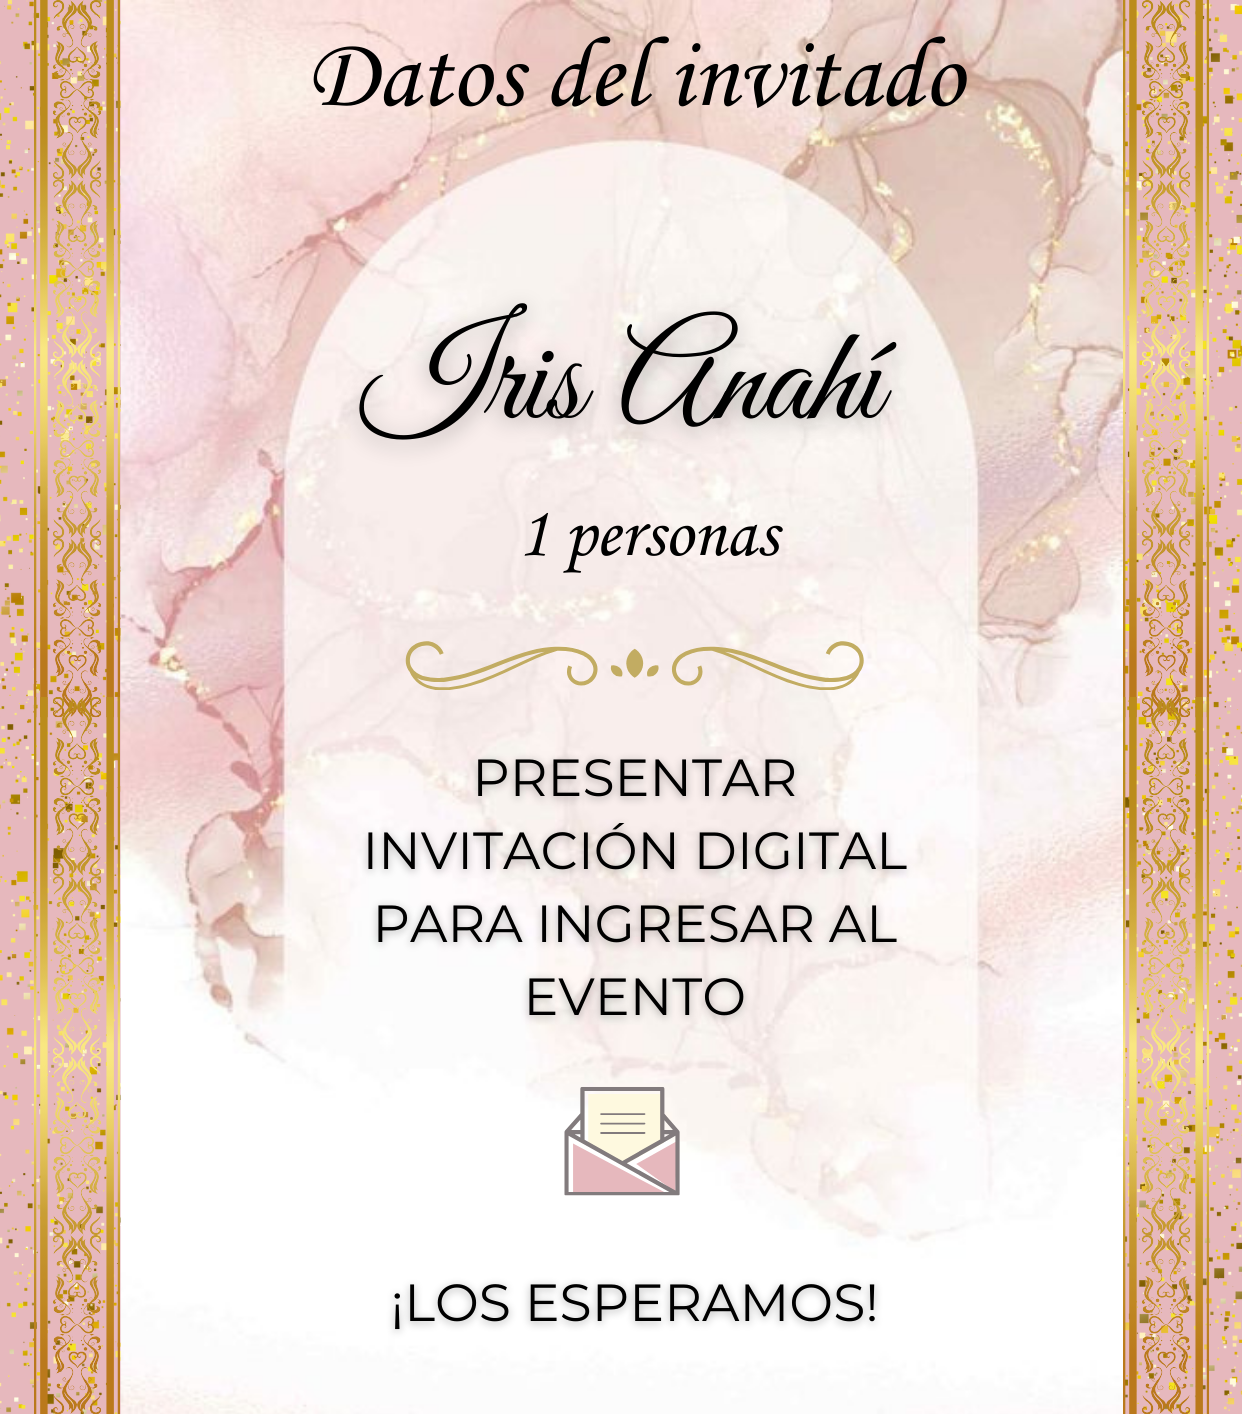 Datos del invitado
Iris Anahí
1 personas
PRESENTAR
INVITACIÓN DIGITAL
PARA INGRESAR AL
EVENTO
¡LOS ESPERAMOS!